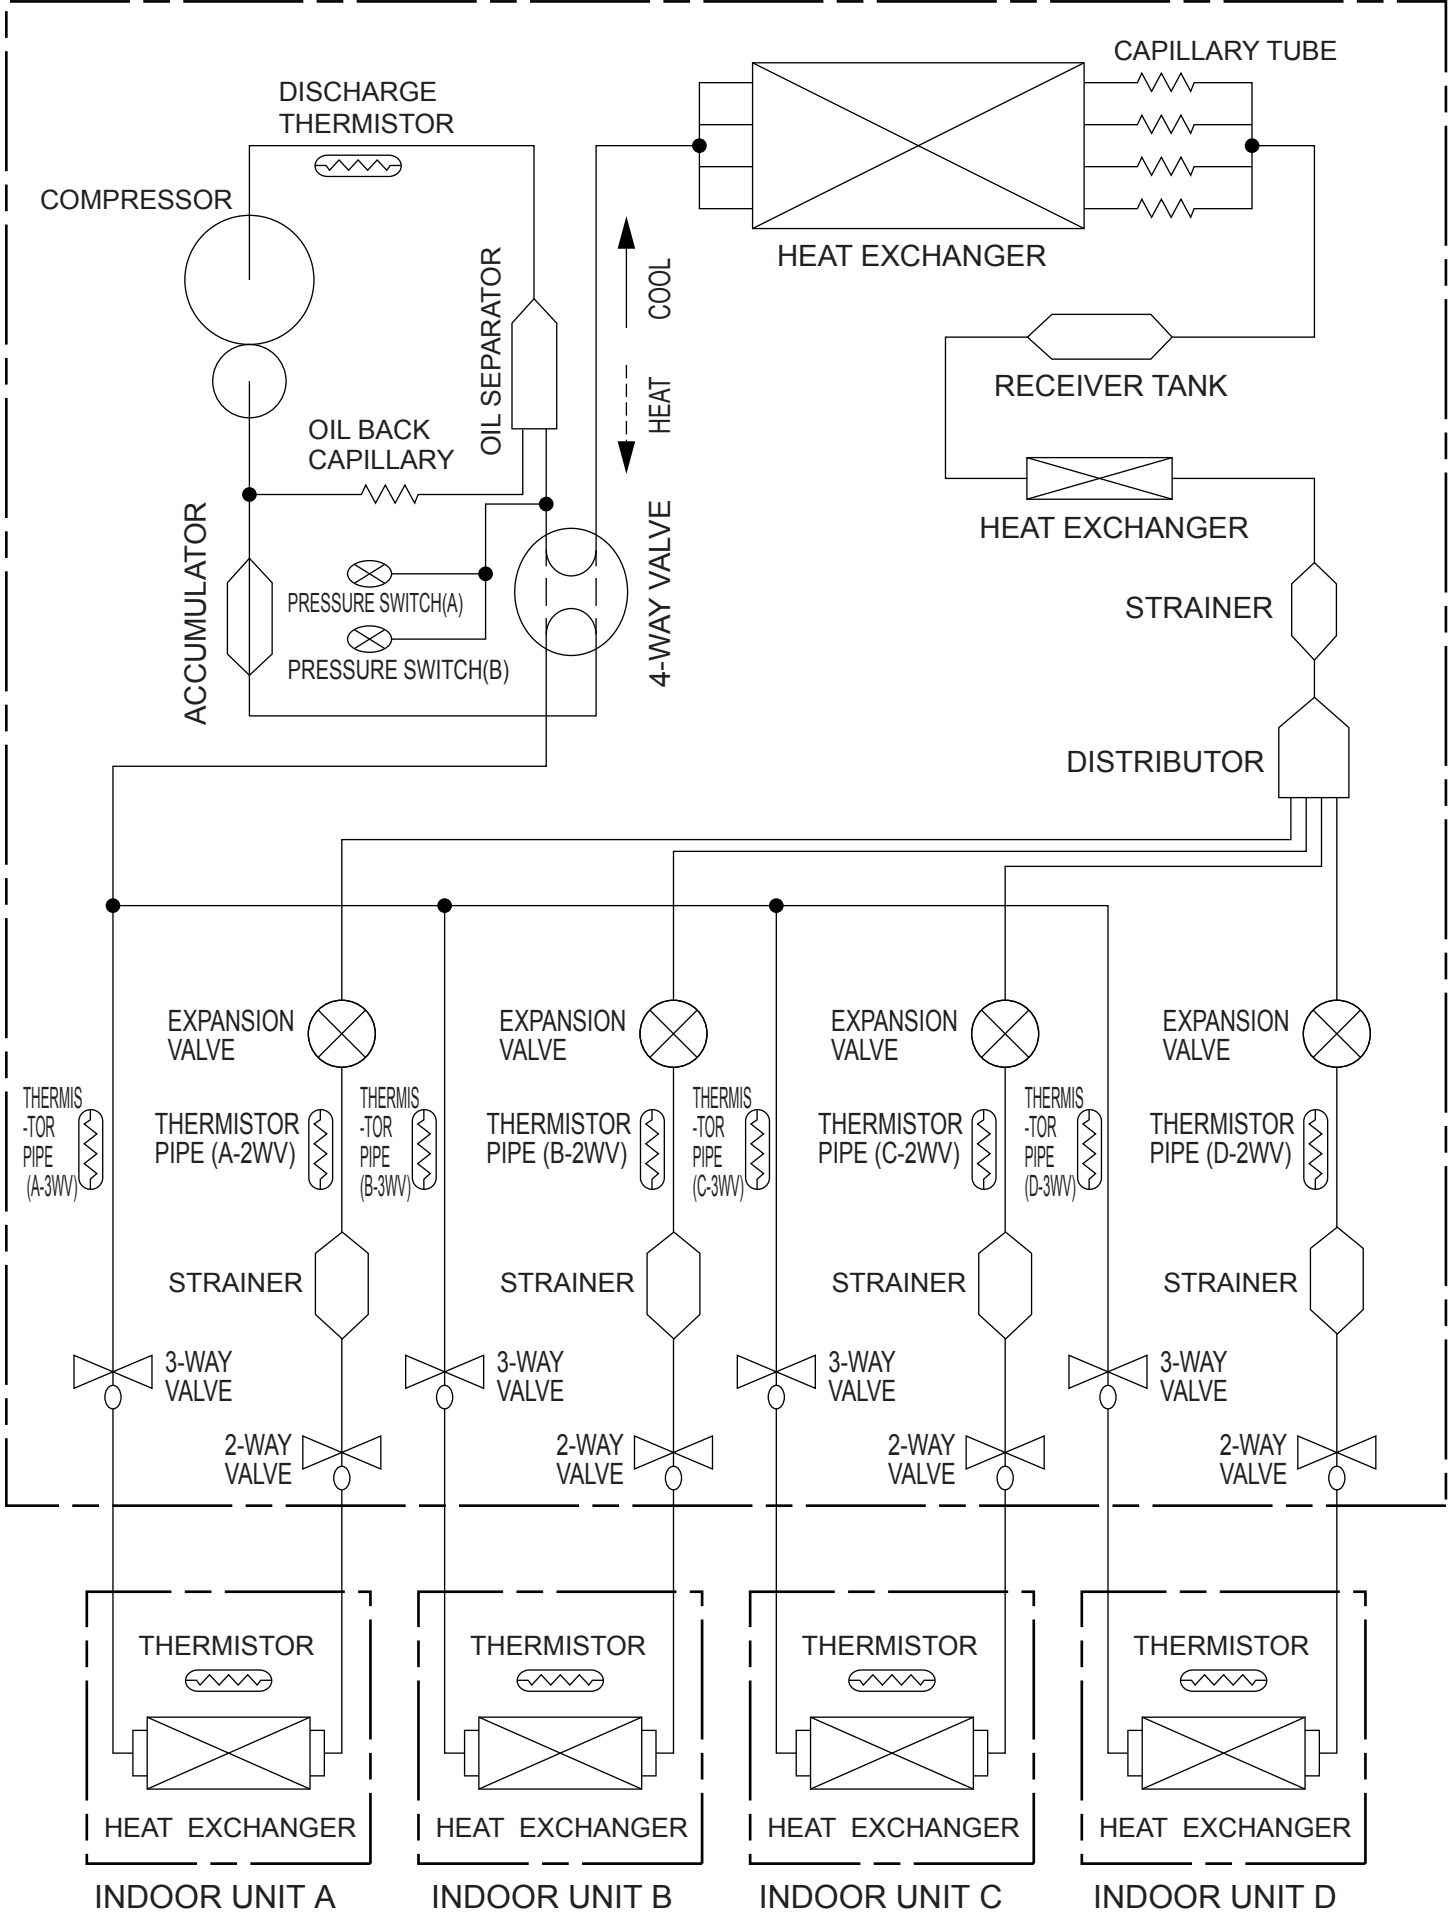 CAPILLARY TUBE
DISCHARGE
THERMISTOR
COMPRESSOR
HEAT EXCHANGER
OIL SEPARATOR
COOL
HEAT
RECEIVER TANK
OIL BACK
CAPILLARY
HEAT EXCHANGER
ACCUMULATOR
4-WAY VALVE
PRESSURE SWITCH(A)
PRESSURE SWITCH(B)
STRAINER
DISTRIBUTOR
EXPANSION
VALVE
EXPANSION
VALVE
EXPANSION
VALVE
EXPANSION
VALVE
THERMIS
-TOR
PIPE
(A-3WV)
THERMISTOR
PIPE (A-2WV)
THERMIS
-TOR
PIPE
(B-3WV)
THERMISTOR
PIPE (B-2WV)
THERMIS
-TOR
PIPE
(C-3WV)
THERMISTOR
PIPE (C-2WV)
THERMIS
-TOR
PIPE
(D-3WV)
THERMISTOR
PIPE (D-2WV)
STRAINER
STRAINER
STRAINER
STRAINER
3-WAY
VALVE
3-WAY
VALVE
3-WAY
VALVE
3-WAY
VALVE
2-WAY
VALVE
2-WAY
VALVE
2-WAY
VALVE
2-WAY
VALVE
THERMISTOR
THERMISTOR
THERMISTOR
THERMISTOR
HEAT EXCHANGER
HEAT EXCHANGER
HEAT EXCHANGER
HEAT EXCHANGER
INDOOR UNIT A
INDOOR UNIT B
INDOOR UNIT C
INDOOR UNIT D